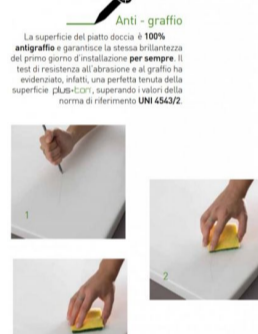 Anti - graffio
La superficie del piatto doccia è 100%
antigraffio e garantisce la stessa brillantezza
del primo giorno d'installazione per sempre. Il
test di resistenza all'abrasione e al graffio ha
evidenziato, infatti, una perfetta tenuta della
superficie plus•ton, superando i valori della
norma di riferimento UNI 4543/2.
1
2